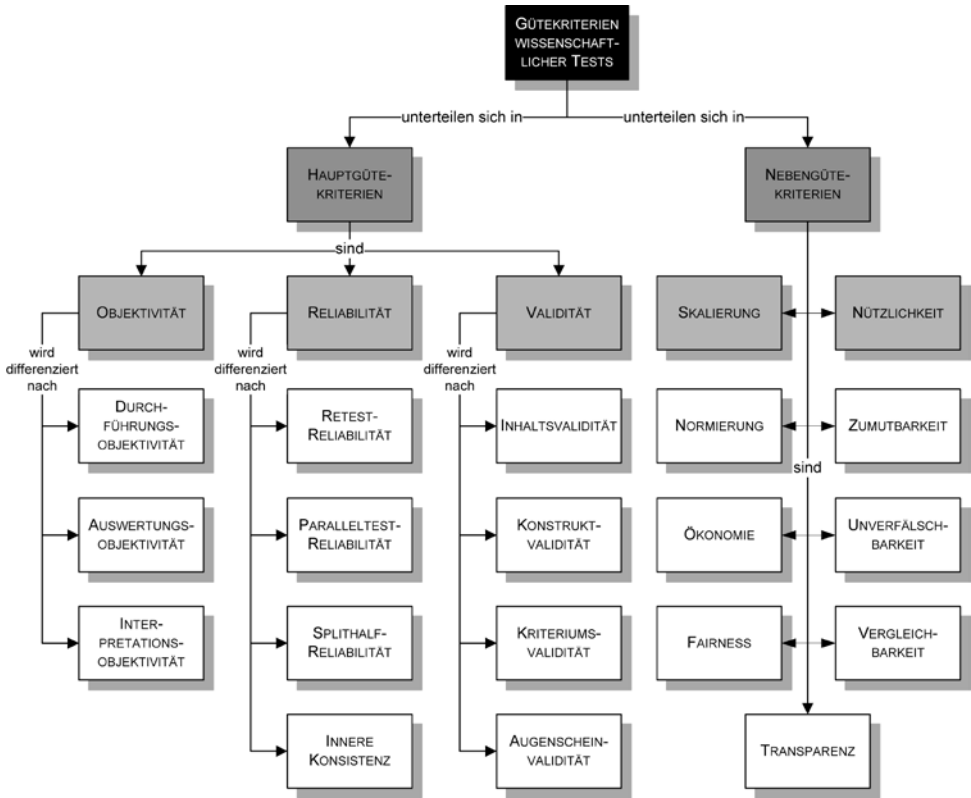 GÜTEKRITERIEN
WISSENSCHAFT-
LICHER TESTS
unterteilen sich in
unterteilen sich in
HAUPTGÜTE-
KRITERIEN
NEBENGÜTE-
KRITERIEN
sind
OBJEKTIVITÄT
RELIABILITÄT
VALIDITÄT
SKALIERUNG
NÜTZLICHKEIT
wird
differenziert
nach
wird
differenziert
nach
wird
differenziert
nach
DURCH-
FÜHRUNGS-
OBJEKTIVITÄT
RETEST-
RELIABILITÄT
INHALTSVALIDITÄT
NORMIERUNG
ZUMUTBARKEIT
sind
AUSWERTUNGS-
OBJEKTIVITÄT
PARALLELTEST-
RELIABILITÄT
KONSTRUKT-
VALIDITÄT
ÖKONOMIE
UNVERFÄLSCH-
BARKEIT
INTER-
PRETATIONS-
OBJEKTIVITÄT
SPLITHALF-
RELIABILITÄT
KRITERIUMS-
VALIDITÄT
FAIRNESS
VERGLEICH-
BARKEIT
INNERE
KONSISTENZ
AUGENSCHEIN-
VALIDITÄT
TRANSPARENZ